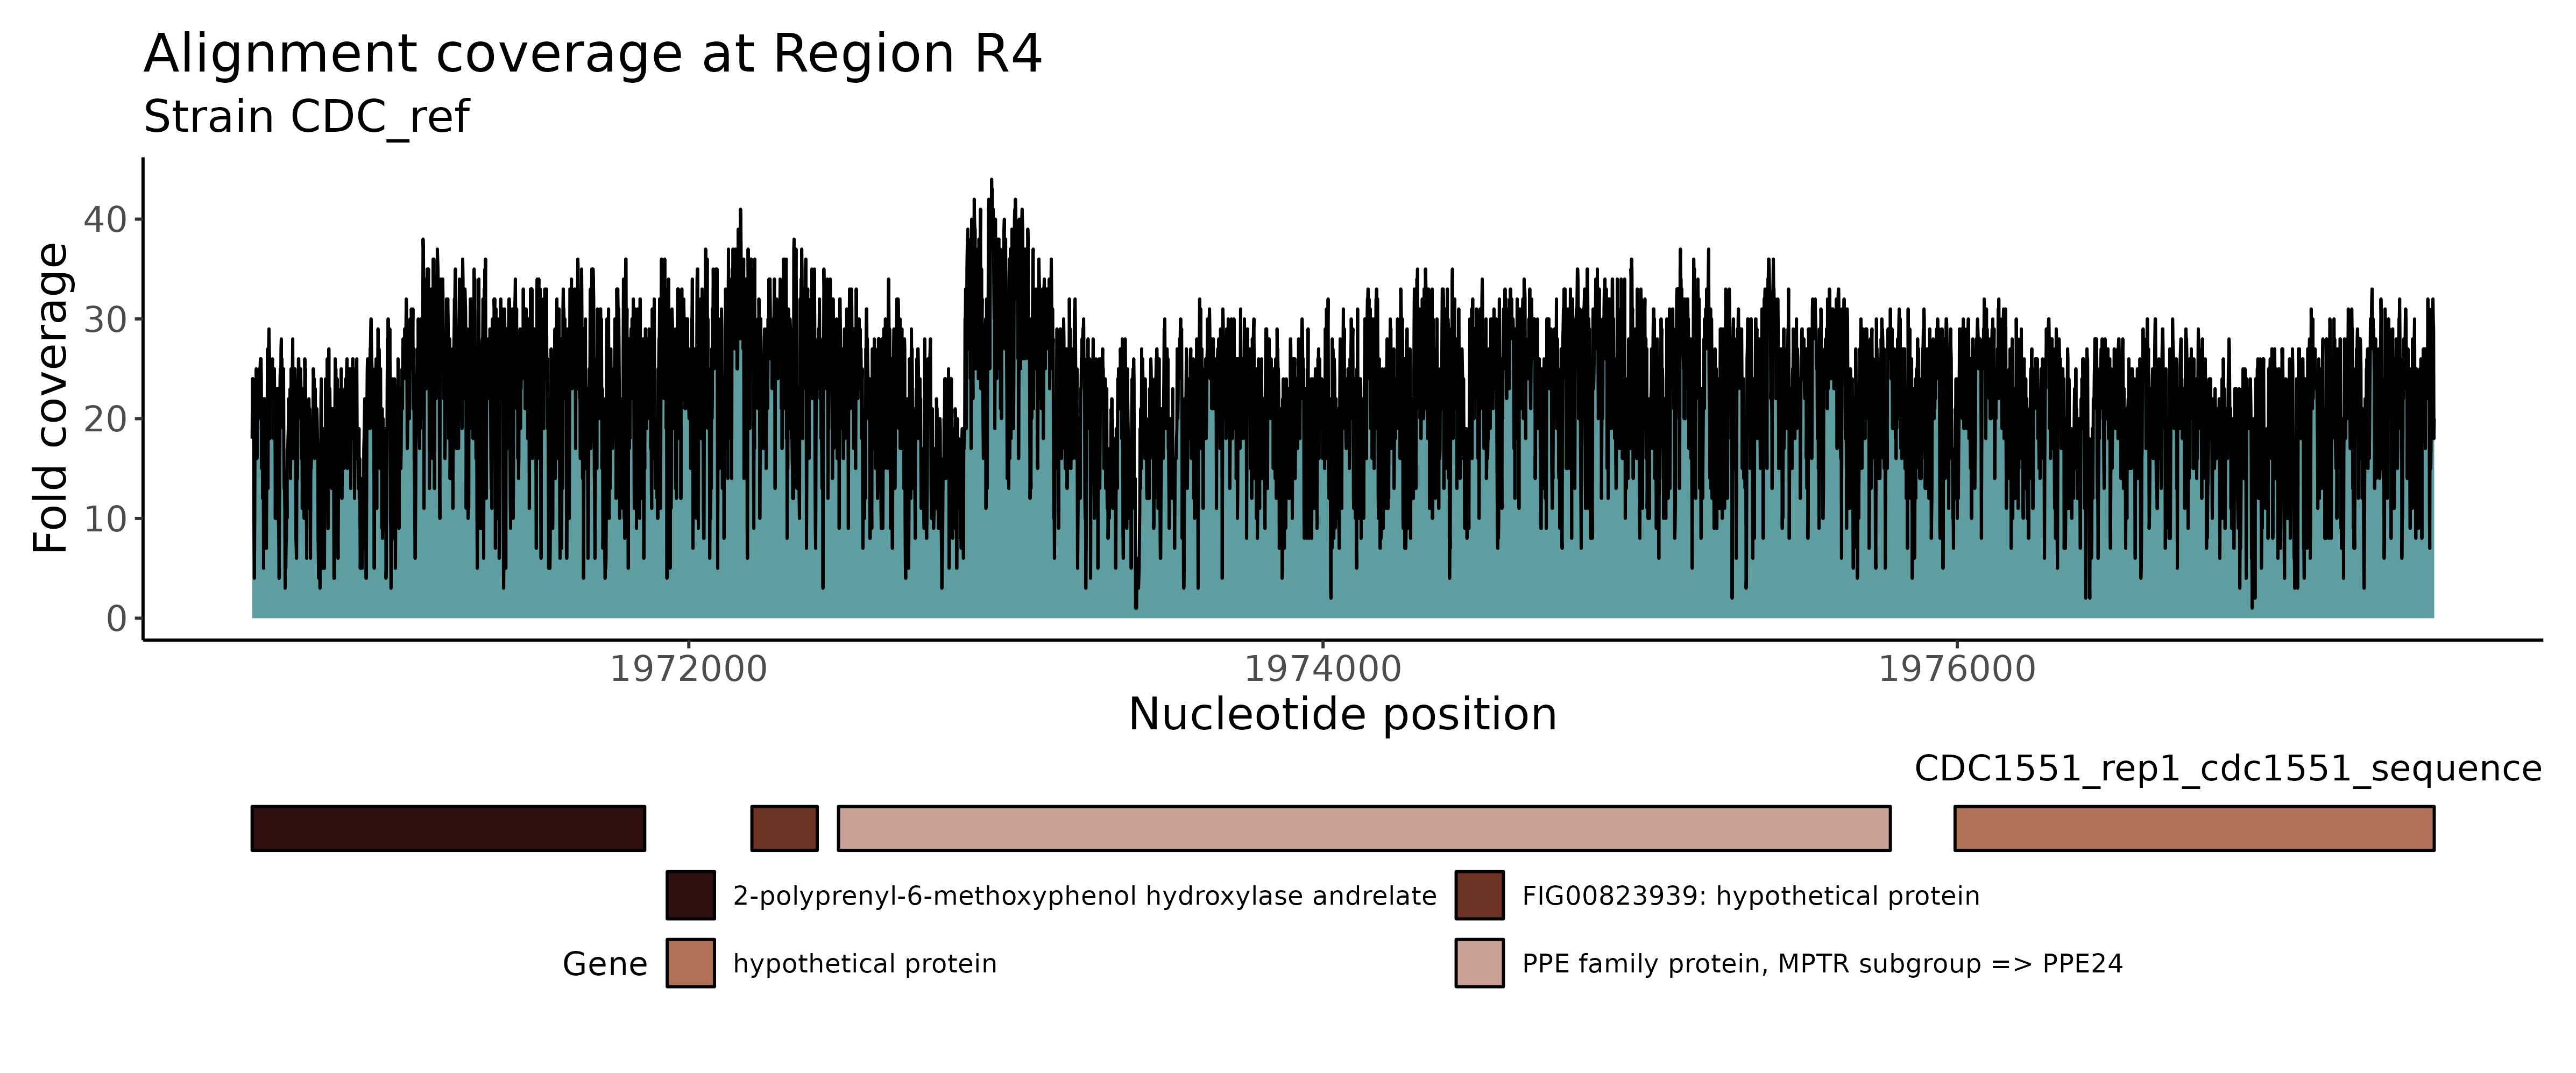 Alignment coverage at Region R4
Strain CDC_ref
40
30
20
10
0
Fold coverage
1972000 1974000 1976000
Nucleotide position
CDC1551_rep1_cdc1551_sequence
2-polyprenyl-6-methoxyphenol hydroxylase andrelate FIG00823939: hypothetical protein
Gene hypothetical protein PPE family protein, MPTR subgroup => PPE24